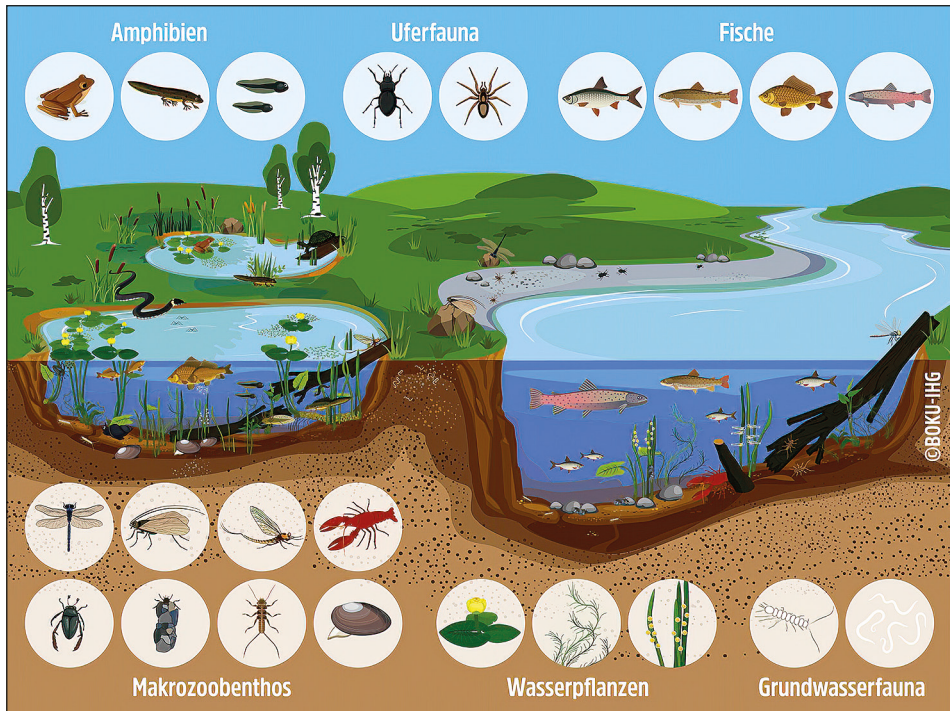 Amphibien
Uferfauna
Fische
©BOKU-IHG
Makrozoobenthos
Wasserpflanzen
Grundwasserfauna